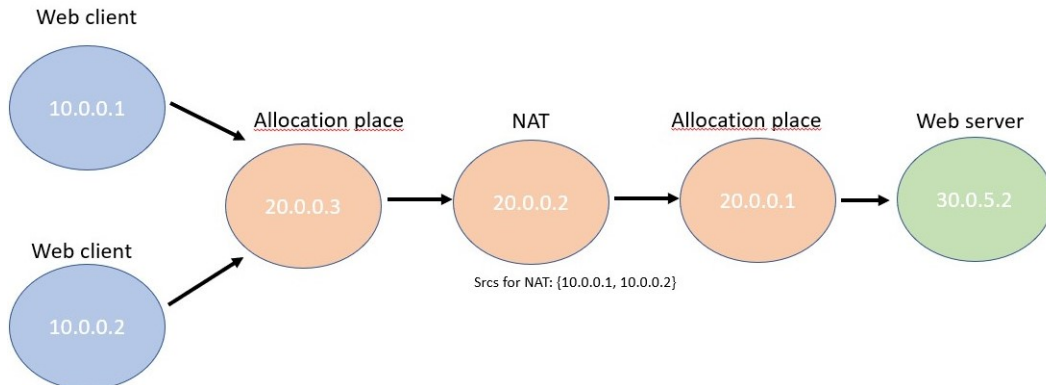 Web client
10.0.0.1
Allocation place
NAT
Allocation place
Web server
20.0.0.3
20.0.0.2
20.0.0.1
30.0.5.2
Web client
Srcs for NAT: {10.0.0.1, 10.0.0.2}
10.0.0.2